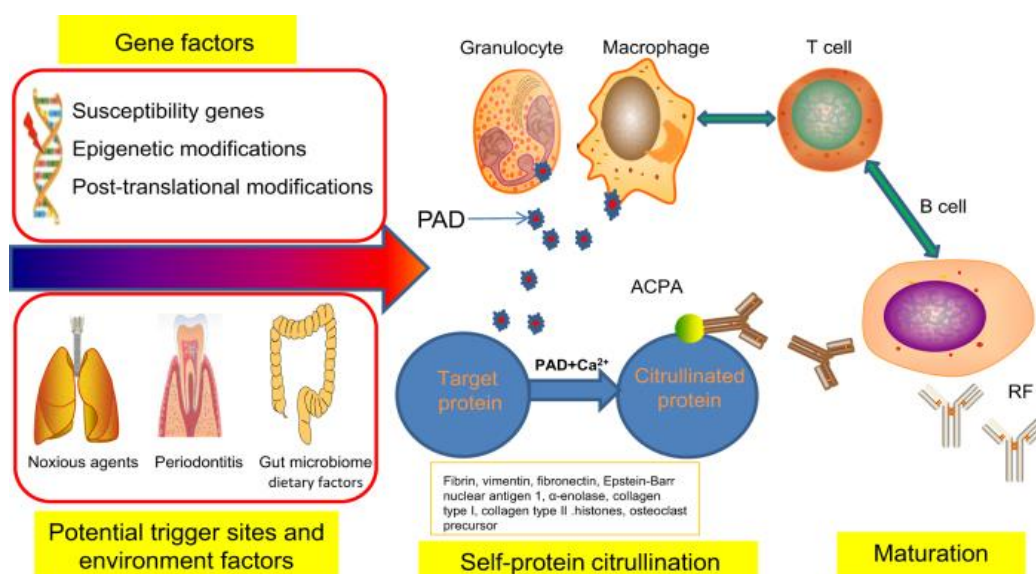 Gene factors
Susceptibility genes
Epigenetic modifications
Post-translational modifications
Noxious agents
Periodontitis
Gut microbiome
dietary factors
Potential trigger sites and
environment factors
Granulocyte
Macrophage
T cell
PAD
B cell
ACPA
Target
protein
PAD+Ca²⁺
Citrullinated
protein
RF
Fibrin, vimentin, fibronectin, Epstein-Barr
nuclear antigen 1, α-enolase, collagen
type I, collagen type II .histones, osteoclast
precursor
Self-protein citrullination
Maturation